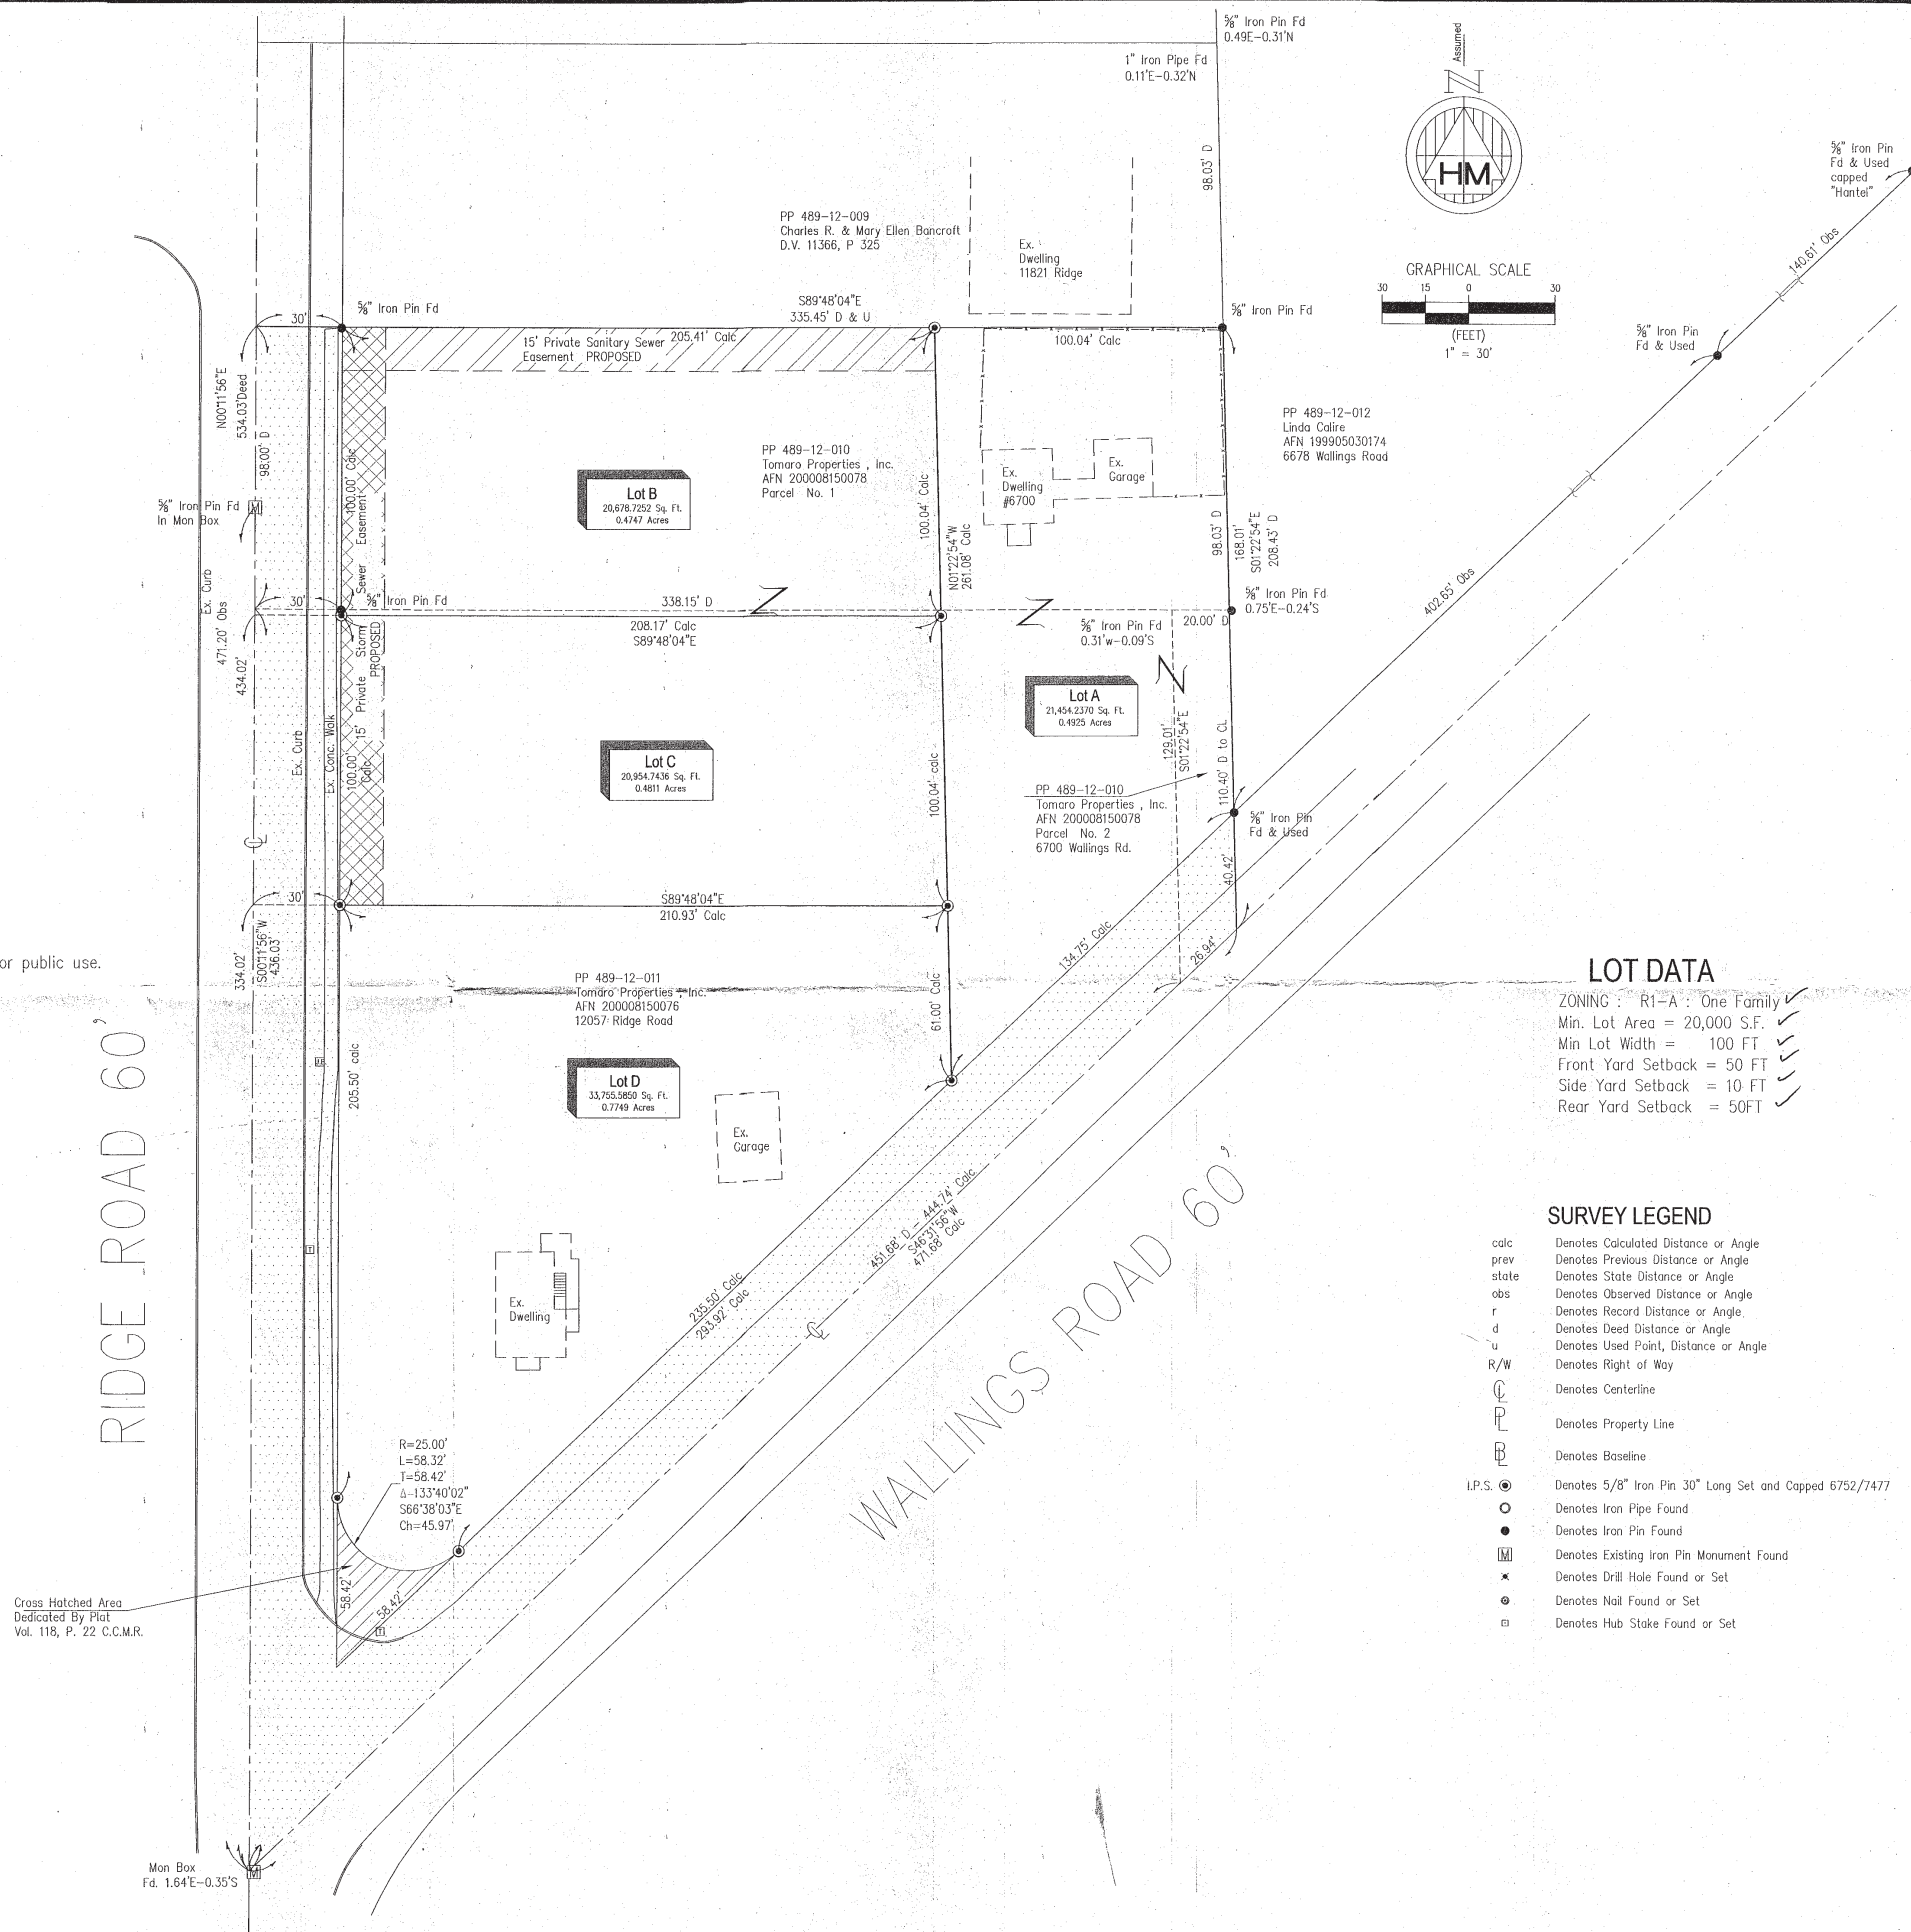 5/8" Iron Pin Fd
0.49E-0.31'N
1" Iron Pipe Fd
0.11'E-0.32'N
Assumed
N
HM
GRAPHICAL SCALE
30 15 0 30
(FEET)
1" = 30'
5/8" Iron Pin
Fd & Used
capped
"Hantel"
140.61' Obs
5/8" Iron Pin
Fd & Used
402.65' Obs
98.03' D
PP 489-12-009
Charles R. & Mary Ellen Bancroft
D.V. 11366, P 325
Ex.
Dwelling
11821 Ridge
30'
5/8" Iron Pin Fd
S89°48'04"E
335.45' D & U
205.41' Calc
100.04' Calc
5/8" Iron Pin Fd
15' Private Sanitary Sewer
Easement PROPOSED
N00°11'56"E
534.03'Deed
98.00' D
5/8" Iron Pin Fd
In Mon Box
M
100.00' Calc
Lot B
20,678.7252 Sq. Ft.
0.4747 Acres
PP 489-12-010
Tomaro Properties , Inc.
AFN 200008150078
Parcel No. 1
100.04' Calc
N01°22'54"W
261.08' Calc
Ex.
Dwelling
#6700
Ex.
Garage
PP 489-12-012
Linda Calire
AFN 199905030174
6678 Wallings Road
98.03' D
168.01'
S01°22'54"E
208.43' D
Ex. Curb
471.20' Obs
434.02'
30'
5/8" Iron Pin Fd
338.15' D
208.17' Calc
S89°48'04"E
5/8" Iron Pin Fd
0.31'w-0.09'S
20.00' D
5/8" Iron Pin Fd
0.75'E-0.24'S
15' Private Storm Sewer Easement
PROPOSED
Ex. Curb
Ex. Conc. Walk
100.00'
Calc
Lot A
21,454.2370 Sq. Ft.
0.4925 Acres
Lot C
20,954.7436 Sq. Ft.
0.4811 Acres
100.04' calc
129.01'
S01°22'54"E
110.40' D to CL
PP 489-12-010
Tomaro Properties , Inc.
AFN 200008150078
Parcel No. 2
6700 Wallings Rd.
5/8" Iron Pin
Fd & Used
40.42'
30'
S89°48'04"E
210.93' Calc
134.75' Calc
26.94'
or public use.
334.02'
S00°11'56"W
436.03'
PP 489-12-011
Tomaro Properties , Inc.
AFN 200008150076
12057 Ridge Road
61.00' Calc
LOT DATA
ZONING : R1-A : One Family
Min. Lot Area = 20,000 S.F.
Min Lot Width = 100 FT
Front Yard Setback = 50 FT
Side Yard Setback = 10 FT
Rear Yard Setback = 50FT
RIDGE ROAD 60'
205.50' calc
Lot D
33,755.5850 Sq. Ft.
0.7749 Acres
Ex.
Garage
Ex.
Dwelling
451.68' D - 444.74' Calc
S46°31'56"W
471.68' Calc
235.50' Calc
293.92' Calc
WALLINGS ROAD 60'
R=25.00'
L=58.32'
T=58.42'
Δ-133°40'02"
S66°38'03"E
Ch=45.97'
58.42'
58.42'
T
T
Cross Hatched Area
Dedicated By Plat
Vol. 118, P. 22 C.C.M.R.
Mon Box
Fd. 1.64'E-0.35'S
M
SURVEY LEGEND
calc Denotes Calculated Distance or Angle
prev Denotes Previous Distance or Angle
state Denotes State Distance or Angle
obs Denotes Observed Distance or Angle
r Denotes Record Distance or Angle
d Denotes Deed Distance or Angle
u Denotes Used Point, Distance or Angle
R/W Denotes Right of Way
CL Denotes Centerline
PL Denotes Property Line
BL Denotes Baseline
I.P.S. Denotes 5/8" Iron Pin 30" Long Set and Capped 6752/7477
Denotes Iron Pipe Found
Denotes Iron Pin Found
M Denotes Existing Iron Pin Monument Found
Denotes Drill Hole Found or Set
Denotes Nail Found or Set
Denotes Hub Stake Found or Set